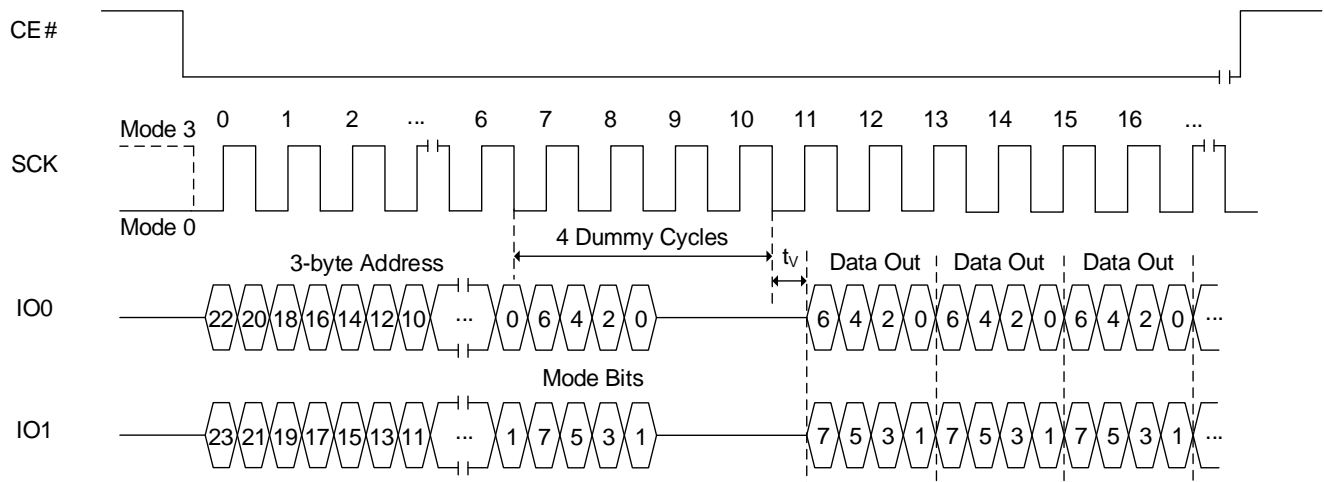 CE#
Mode 3 0 1 2 ... 6 7 8 9 10 11 12 13 14 15 16 ...
SCK
Mode 0
4 Dummy Cycles
3-byte Address tV Data Out Data Out Data Out
IO0 22 20 18 16 14 12 10 ... 0 6 4 2 0 6 4 2 0 6 4 2 0 6 4 2 0 ...
Mode Bits
IO1 23 21 19 17 15 13 11 ... 1 7 5 3 1 7 5 3 1 7 5 3 1 7 5 3 1 ...